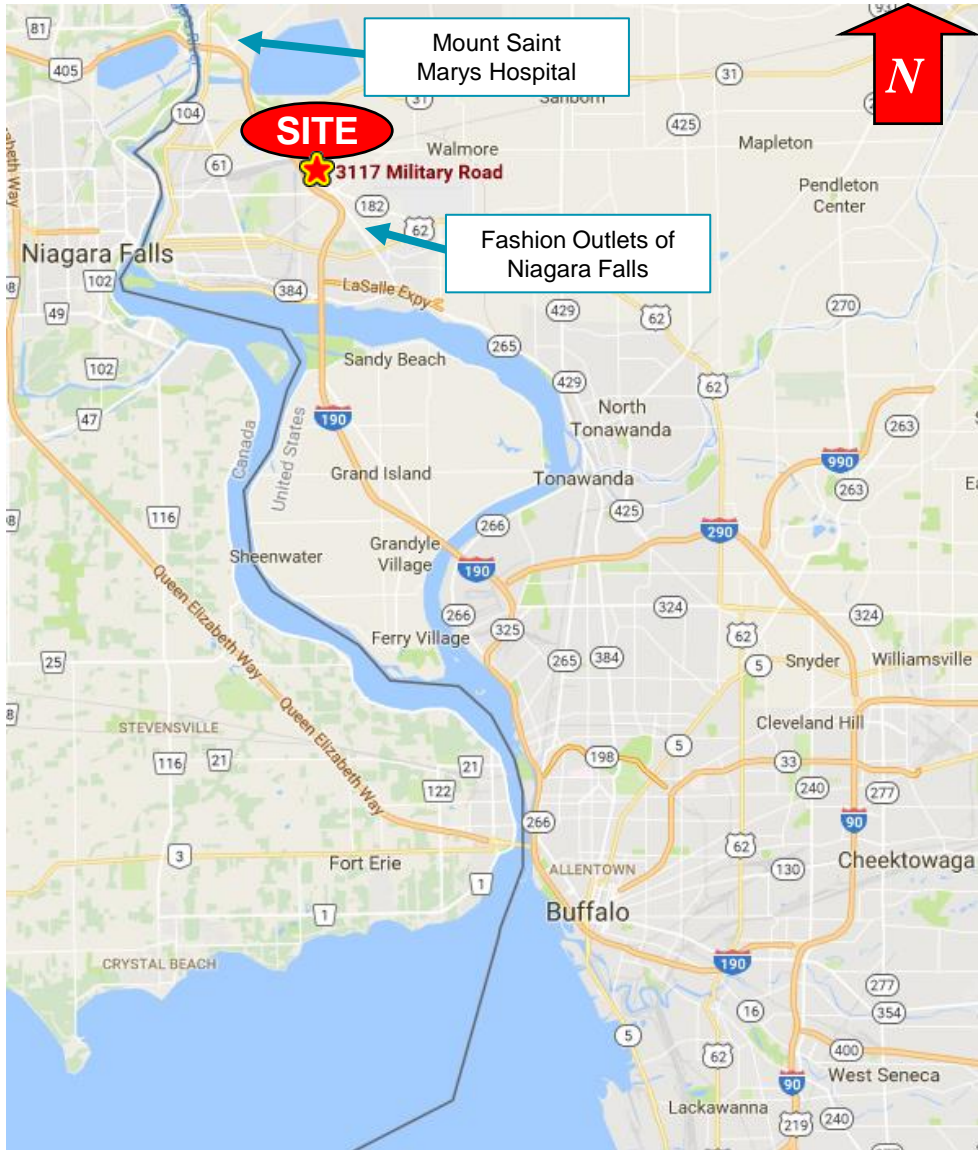 81
405
Mount Saint
Marys Hospital
93
N
31
31
Sanborn
104
SITE
425
Mapleton
61
Walmore
3117 Military Road
182
62
Pendleton
Center
Fashion Outlets of
Niagara Falls
Niagara Falls
102
384
LaSalle Expy
49
429
62
270
102
Sandy Beach
265
429
62
47
190
North
Tonawanda
263
Canada
United States
Grand Island
Tonawanda
990
263
116
425
266
290
Sheenwater
Grandyle
Village
190
Queen Elizabeth Way
266
325
324
324
Ferry Village
62
25
265
384
5
Snyder
Williamsville
Queen Elizabeth Way
STEVENSVILLE
Cleveland Hill
116
21
21
198
5
33
122
240
277
266
90
62
3
Fort Erie
ALLENTOWN
130
Cheektowaga
1
1
Buffalo
CRYSTAL BEACH
190
277
16
354
5
62
400
90
West Seneca
Lackawanna
219
240